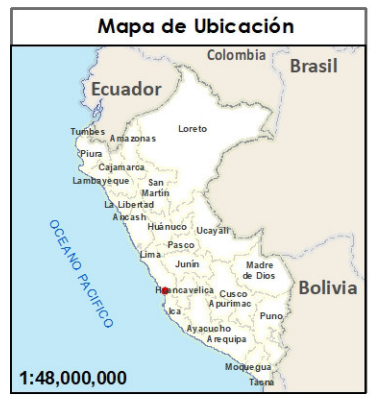 Mapa de Ubicación
Colombia
Brasil
Ecuador
Loreto
Tumbes
Amazonas
Piura
Cajamarca
Lambayeque
San
Martin
La Libertad
Ancash
Huánuco
Ucayali
Pasco
Lima
Junín
Madre
de Dios
OCEANO PACIFICO
Huancavelica
Cusco
Bolivia
Apurimac
Ica
Puno
Ayacucho
Arequipa
Moquegua
Tacna
1:48,000,000